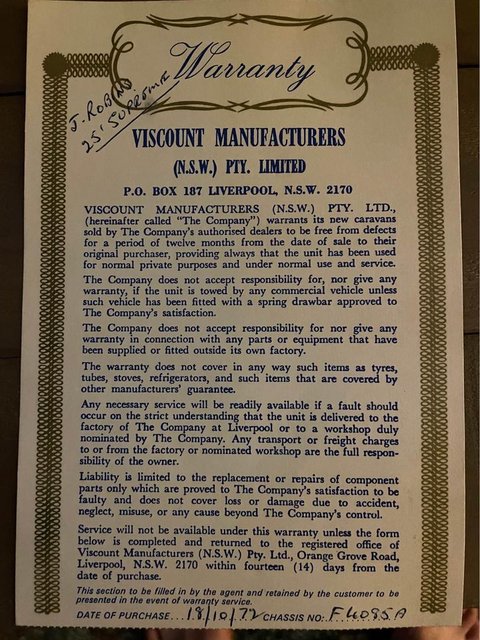 Warranty
J. ROBINS
25' SUPREME
VISCOUNT MANUFACTURERS
(N.S.W.) PTY. LIMITED
P.O. BOX 187 LIVERPOOL, N.S.W. 2170
VISCOUNT MANUFACTURERS (N.S.W.) PTY. LTD.,
(hereinafter called "The Company") warrants its new caravans
sold by The Company's authorised dealers to be free from defects
for a period of twelve months from the date of sale to their
original purchaser, providing always that the unit has been used
for normal private purposes and under normal use and service.
The Company does not accept responsibility for, nor give any
warranty, if the unit is towed by any commercial vehicle unless
such vehicle has been fitted with a spring drawbar approved to
The Company's satisfaction.
The Company does not accept responsibility for nor give any
warranty in connection with any parts or equipment that have
been supplied or fitted outside its own factory.
The warranty does not cover in any way such items as tyres,
tubes, stoves, refrigerators, and such items that are covered by
other manufacturers' guarantee.
Any necessary service will be readily available if a fault should
occur on the strict understanding that the unit is delivered to the
factory of The Company at Liverpool or to a workshop duly
nominated by The Company. Any transport or freight charges
to or from the factory or nominated workshop are the full respon-
sibility of the owner.
Liability is limited to the replacement or repairs of component
parts only which are proved to The Company's satisfaction to be
faulty and does not cover loss or damage due to accident,
neglect, misuse, or any cause beyond The Company's control.
Service will not be available under this warranty unless the form
below is completed and returned to the registered office of
Viscount Manufacturers (N.S.W.) Pty. Ltd., Orange Grove Road,
Liverpool, N.S.W. 2170 within fourteen (14) days from the
date of purchase.
This section to be filled in by the agent and retained by the customer to be
presented in the event of warranty service.
DATE OF PURCHASE...18/10/72 CHASSIS NO: F4085A